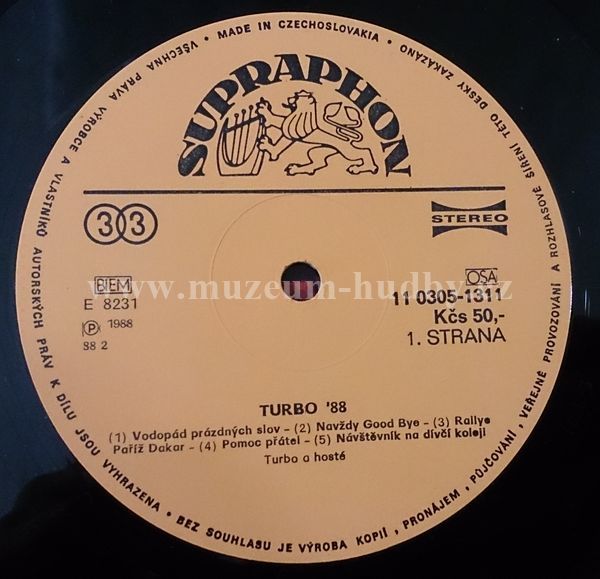 BEZ SOUHLASU JE VÝROBA KOPIÍ, PRONÁJEM, PŮJČOVÁNÍ, VEŘEJNÉ PROVOZOVÁNÍ A ROZHLASOVÉ ŠÍŘENÍ TÉTO DESKY ZAKÁZÁNO • MADE IN CZECHOSLOVAKIA • VŠECHNA PRÁVA VÝROBCE A VLASTNÍKŮ AUTORSKÝCH PRÁV K DÍLU JSOU VYHRAZENA •
SUPRAPHON
33
STEREO
BIEM
OSA
www.muzeum-hudby.cz
E 8231
11 0305-1311
Ⓟ 1988
Kčs 50,-
88 2
1. STRANA
TURBO '88
(1) Vodopád prázdných slov – (2) Navždy Good Bye – (3) Rallye
Paříž Dakar – (4) Pomoc přátel – (5) Návštěvník na dívčí koleji
Turbo a hosté